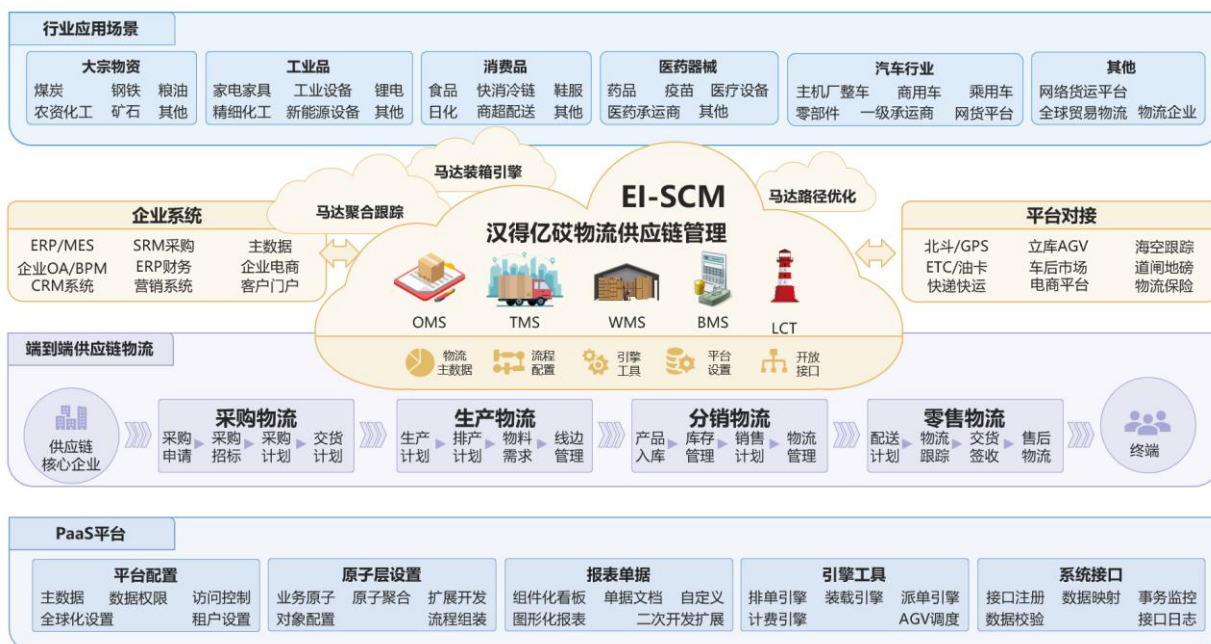 行业应用场景
大宗物资
煤炭 钢铁 粮油
农资化工 矿石 其他
工业品
家电家具 工业设备 锂电
精细化工 新能源设备 其他
消费品
食品 快消冷链 鞋服
日化 商超配送 其他
医药器械
药品 疫苗 医疗设备
医药承运商 其他
汽车行业
主机厂整车 商用车 乘用车
零部件 一级承运商 网货平台
其他
网络货运平台
全球贸易物流 物流企业
马达装箱引擎
马达聚合跟踪
马达路径优化
EI-SCM
汉得亿砹物流供应链管理
企业系统
ERP/MES SRM采购 主数据
企业OA/BPM ERP财务 企业电商
CRM系统 营销系统 客户门户
OMS TMS WMS BMS LCT
物流
主数据
流程
配置
引擎
工具
平台
设置
开放
接口
平台对接
北斗/GPS 立库AGV 海空跟踪
ETC/油卡 车后市场 道闸地磅
快递快运 电商平台 物流保险
端到端供应链物流
供应链
核心企业
采购物流
采购 采购 采购 交货
申请 招标 计划 计划
生产物流
生产 排产 物料 线边
计划 计划 需求 管理
分销物流
产品 库存 销售 物流
入库 管理 计划 管理
零售物流
配送 物流 交货 售后
计划 跟踪 签收 物流
终端
PaaS平台
平台配置
主数据 数据权限 访问控制
全球化设置 租户设置
原子层设置
业务原子 原子聚合 扩展开发
对象配置 流程组装
报表单据
组件化看板 单据文档 自定义
图形化报表 二次开发扩展
引擎工具
排单引擎 装载引擎 派单引擎
计费引擎 AGV调度
系统接口
接口注册 数据映射 事务监控
数据校验 接口日志